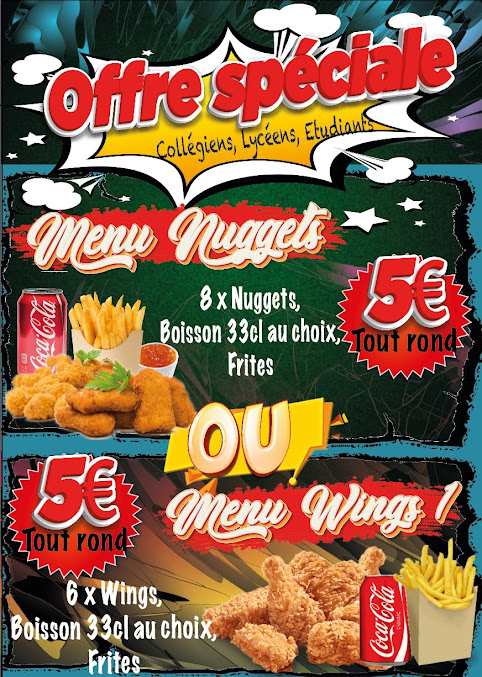 Offre spéciale
Collégiens, Lycéens, Etudiants
Menu Nuggets
8 x Nuggets,
Boisson 33cl au choix,
Frites
5€
Tout rond
Coca-Cola
OU
Menu Wings 1
5€
Tout rond
6 x Wings,
Boisson 33cl au choix,
Frites
Coca-Cola